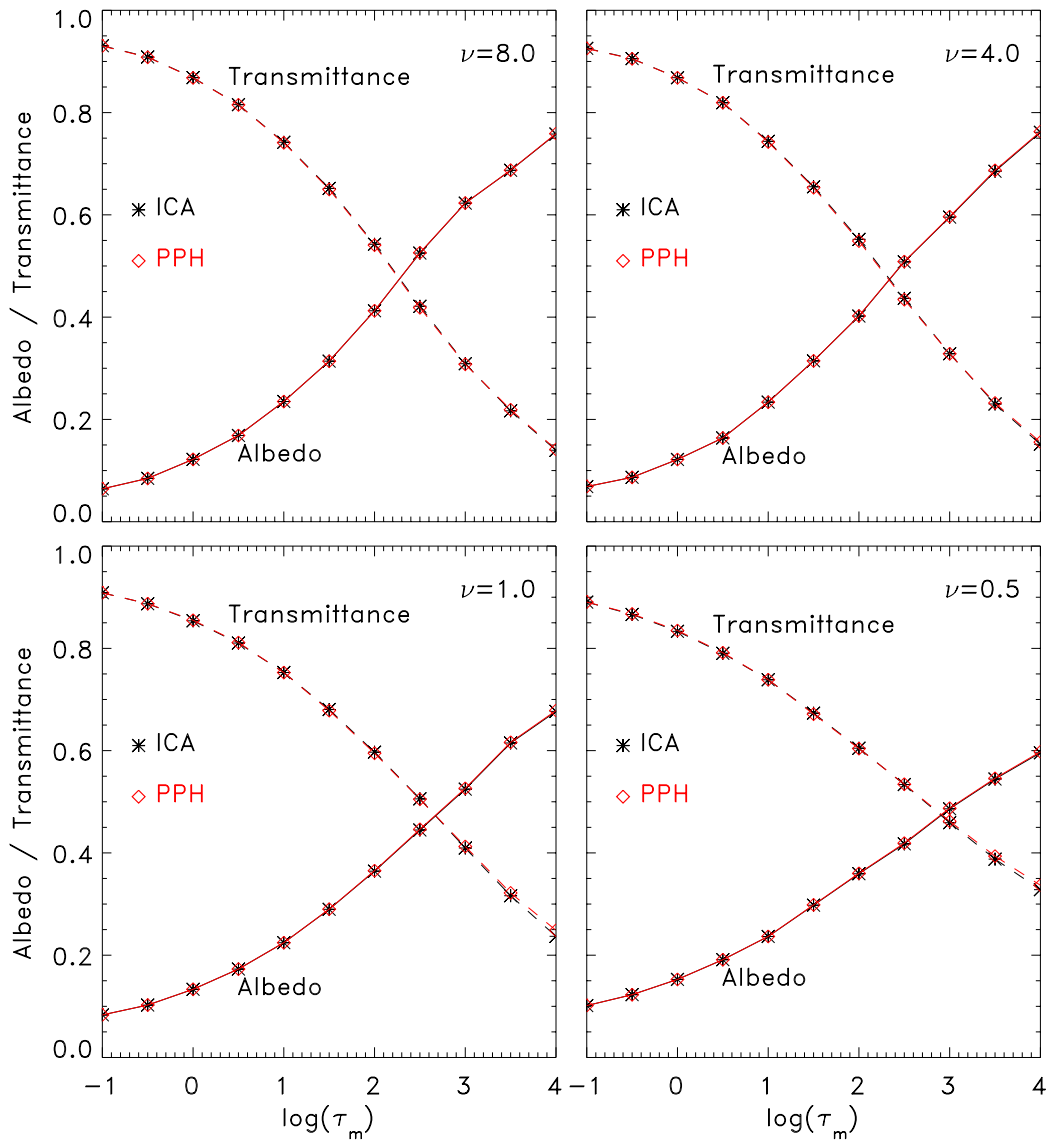 1.0
0.8
0.6
0.4
0.2
0.0
Albedo / Transmittance
ν=8.0
Transmittance
ICA
PPH
Albedo
ν=4.0
Transmittance
ICA
PPH
Albedo
1.0
0.8
0.6
0.4
0.2
0.0
Albedo / Transmittance
ν=1.0
Transmittance
ICA
PPH
Albedo
−1 0 1 2 3 4
log(τm)
ν=0.5
Transmittance
ICA
PPH
Albedo
−1 0 1 2 3 4
log(τm)